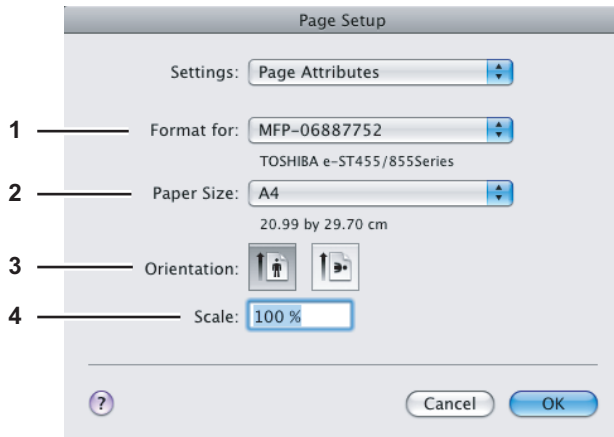 Page Setup
Settings: Page Attributes
1 Format for: MFP-06887752
TOSHIBA e-ST455/855Series
2 Paper Size: A4
20.99 by 29.70 cm
3 Orientation:
4 Scale: 100 %
? Cancel OK